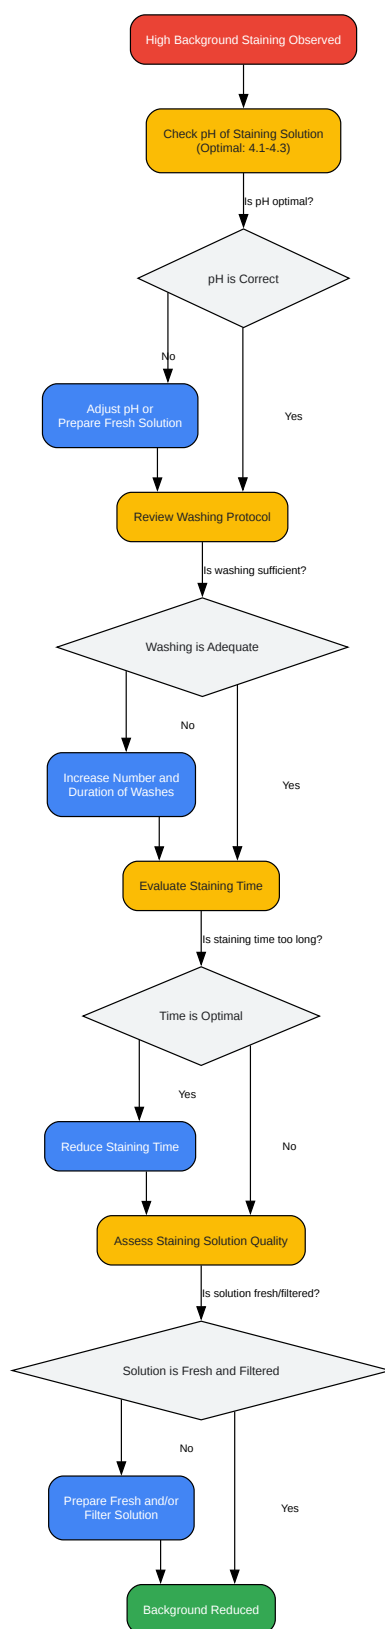 High Background Staining Observed
Check pH of Staining Solution
(Optimal: 4.1-4.3)
Is pH optimal?
pH is Correct
No
Adjust pH or
Prepare Fresh Solution
Yes
Review Washing Protocol
Is washing sufficient?
Washing is Adequate
No
Increase Number and
Duration of Washes
Yes
Evaluate Staining Time
Is staining time too long?
Time is Optimal
Yes
Reduce Staining Time
No
Assess Staining Solution Quality
Is solution fresh/filtered?
Solution is Fresh and Filtered
No
Prepare Fresh and/or
Filter Solution
Yes
Background Reduced